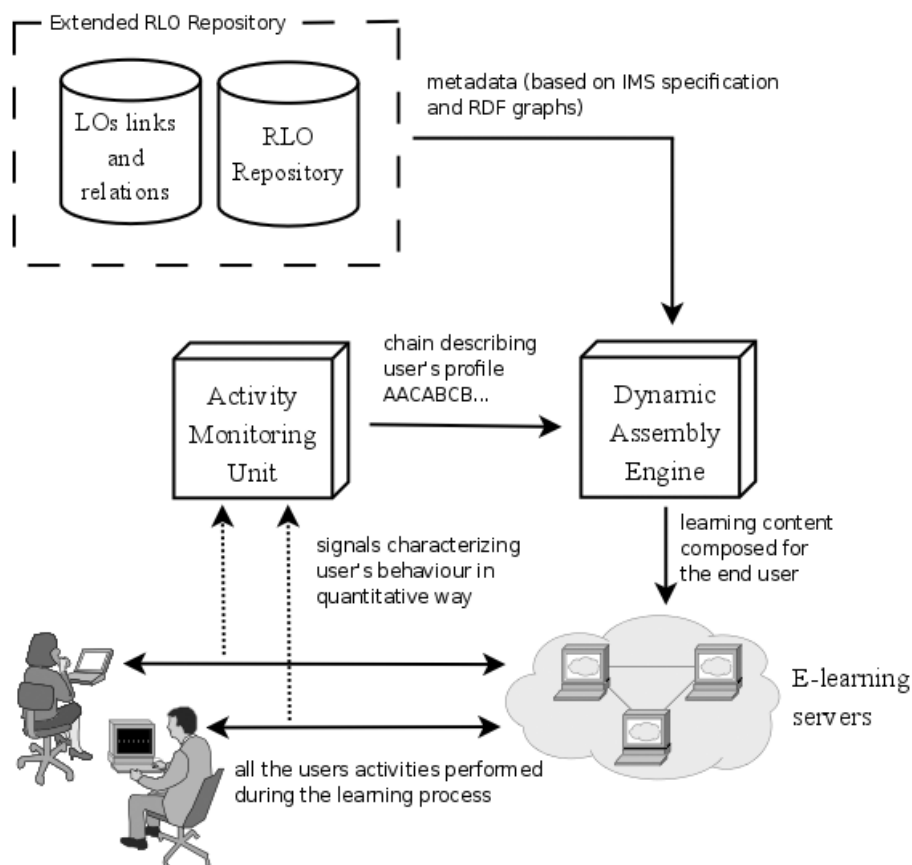 Extended RLO Repository
LOs links
and
relations
RLO
Repository
metadata (based on IMS specification
and RDF graphs)
chain describing
user's profile
AACABCB...
Activity
Monitoring
Unit
Dynamic
Assembly
Engine
signals characterizing
user's behaviour in
quantitative way
learning content
composed for
the end user
E-learning
servers
all the users activities performed
during the learning process